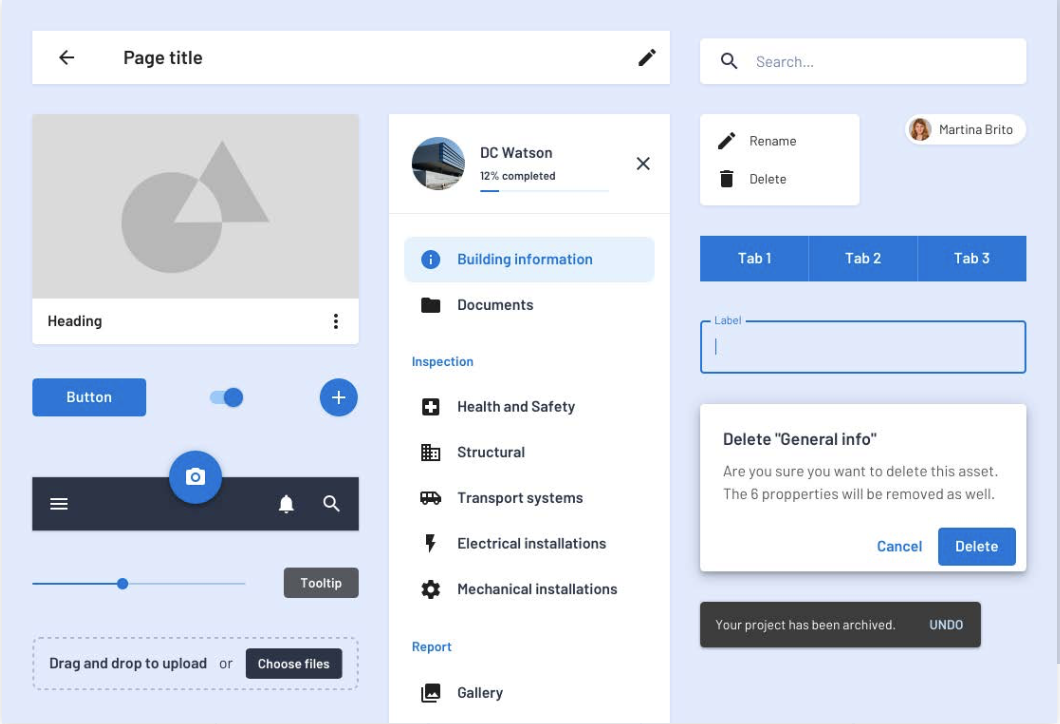 Page title
Search...
Heading
Button
Tooltip
Drag and drop to upload or Choose files
DC Watson
12% completed
Building information
Documents
Inspection
Health and Safety
Structural
Transport systems
Electrical installations
Mechanical installations
Report
Gallery
Rename
Delete
Martina Brito
Tab 1 Tab 2 Tab 3
Label
Delete "General info"
Are you sure you want to delete this asset.
The 6 propperties will be removed as well.
Cancel Delete
Your project has been archived. UNDO